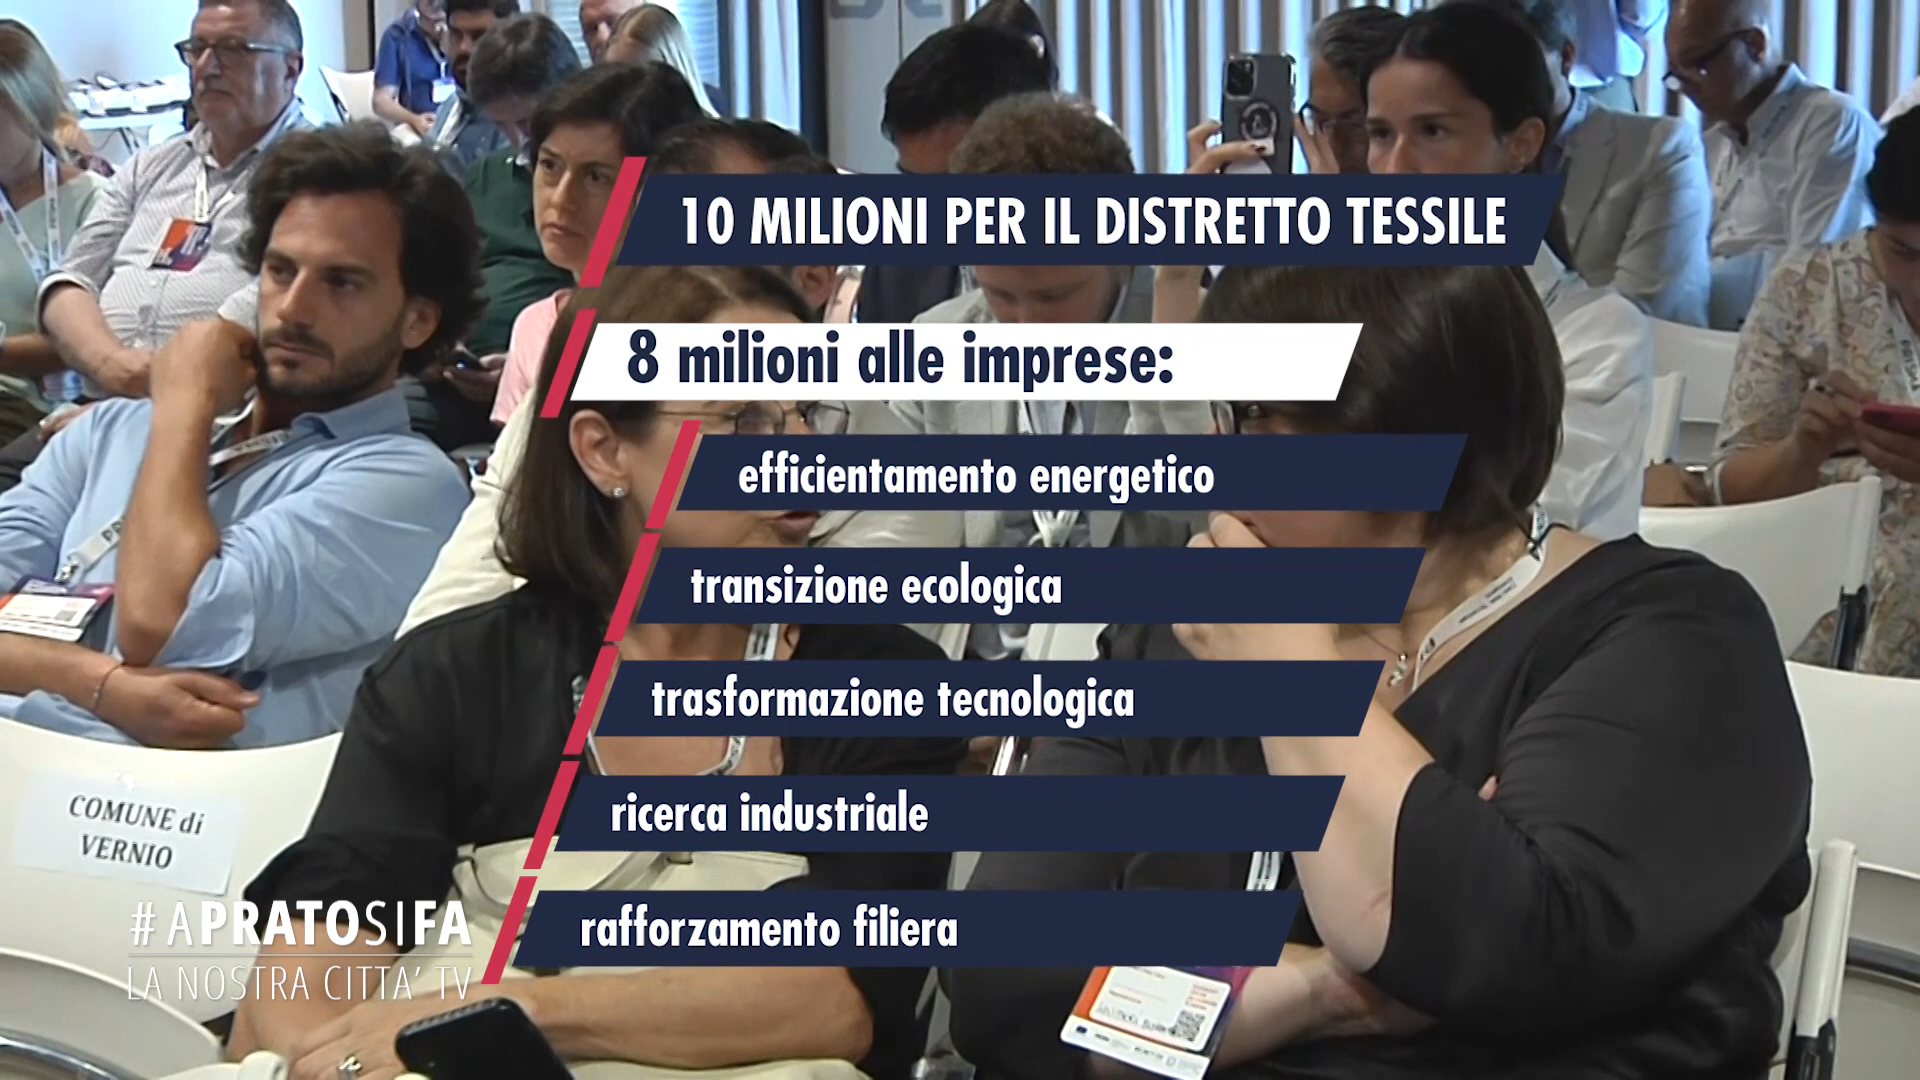 10 MILIONI PER IL DISTRETTO TESSILE
8 milioni alle imprese:
efficientamento energetico
transizione ecologica
trasformazione tecnologica
ricerca industriale
rafforzamento filiera
COMUNE di
VERNIO
#APRATOSIFA
LA NOSTRA CITTA' TV